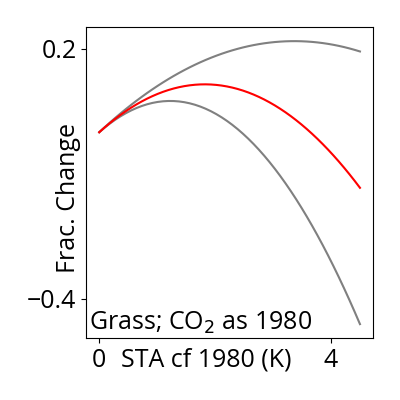 0.2
Frac. Change
−0.4
Grass; CO₂ as 1980
0 STA cf 1980 (K) 4